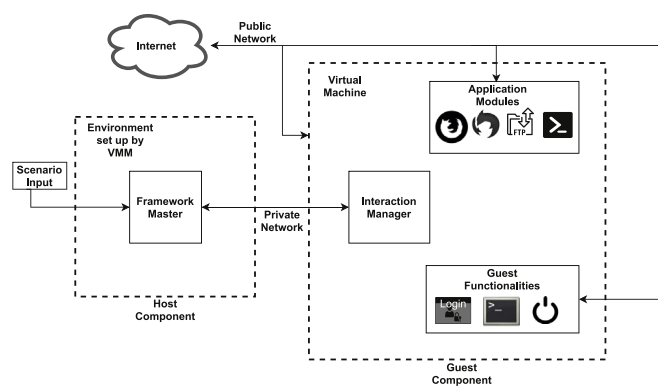 Public
Network
Internet
Virtual
Machine
Application
Modules
FTP
>_
Environment
set up by
VMM
Scenario
Input
Framework
Master
Private
Network
Interaction
Manager
Guest
Functionalities
Login
>_
Host
Component
Guest
Component